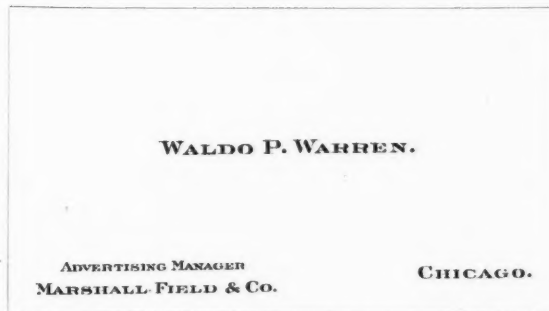 WALDO P. WARREN.
ADVERTISING MANAGER
MARSHALL FIELD & CO.
CHICAGO.